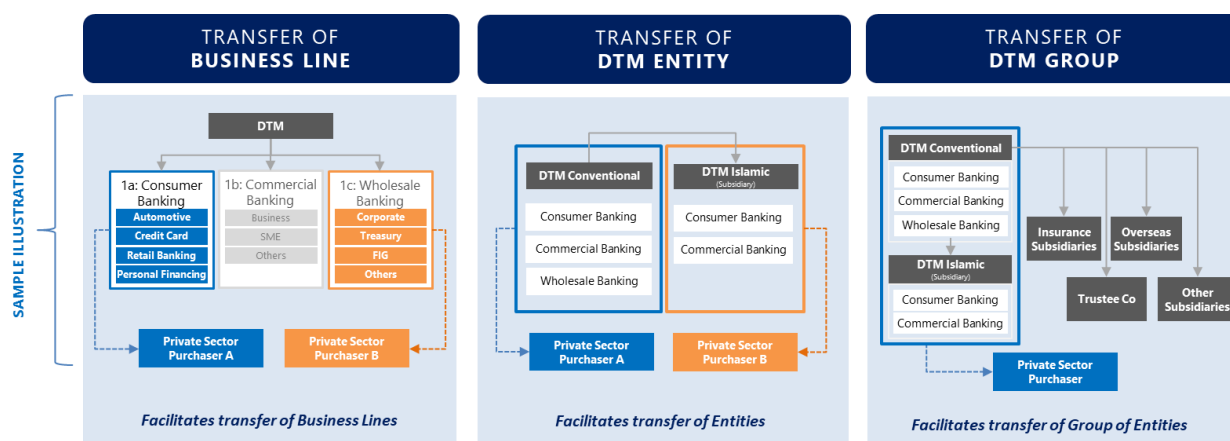 SAMPLE ILLUSTRATION
TRANSFER OF
BUSINESS LINE
DTM
1a: Consumer
Banking
Automotive
Credit Card
Retail Banking
Personal Financing
1b: Commercial
Banking
Business
SME
Others
1c: Wholesale
Banking
Corporate
Treasury
FIG
Others
Private Sector
Purchaser A
Private Sector
Purchaser B
Facilitates transfer of Business Lines
TRANSFER OF
DTM ENTITY
DTM Conventional
Consumer Banking
Commercial Banking
Wholesale Banking
DTM Islamic
(Subsidiary)
Consumer Banking
Commercial Banking
Private Sector
Purchaser A
Private Sector
Purchaser B
Facilitates transfer of Entities
TRANSFER OF
DTM GROUP
DTM Conventional
Consumer Banking
Commercial Banking
Wholesale Banking
DTM Islamic
(Subsidiary)
Consumer Banking
Commercial Banking
Insurance
Subsidiaries
Overseas
Subsidiaries
Trustee Co
Other
Subsidiaries
Private Sector
Purchaser
Facilitates transfer of Group of Entities